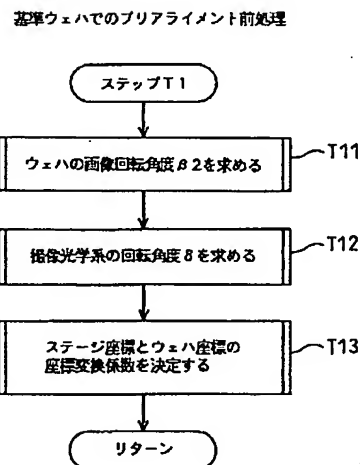 基準ウェハでのプリアライメント前処理
ステップT1
ウェハの画像回転角度β2を求める
T11
撮像光学系の回転角度δを求める
T12
ステージ座標とウェハ座標の
座標変換係数を決定する
T13
リターン